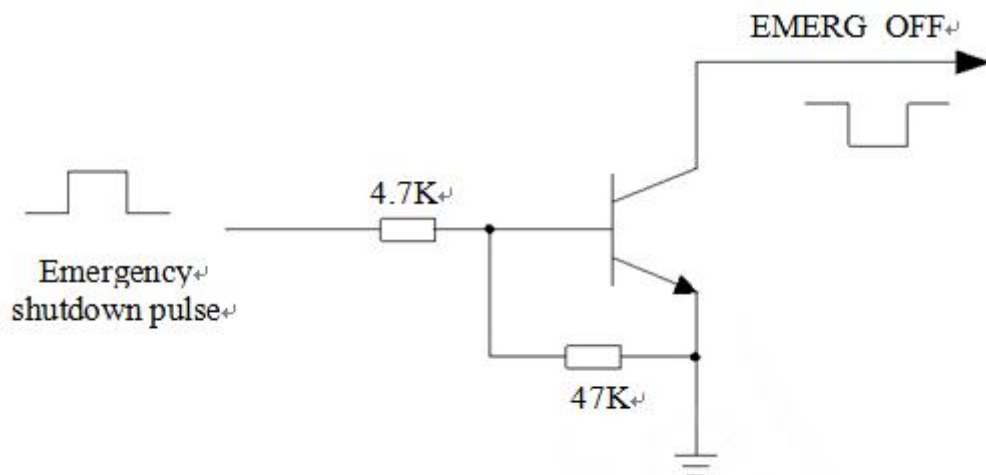 EMERG OFF↵
4.7K↵
Emergency↵
shutdown pulse↵
47K↵